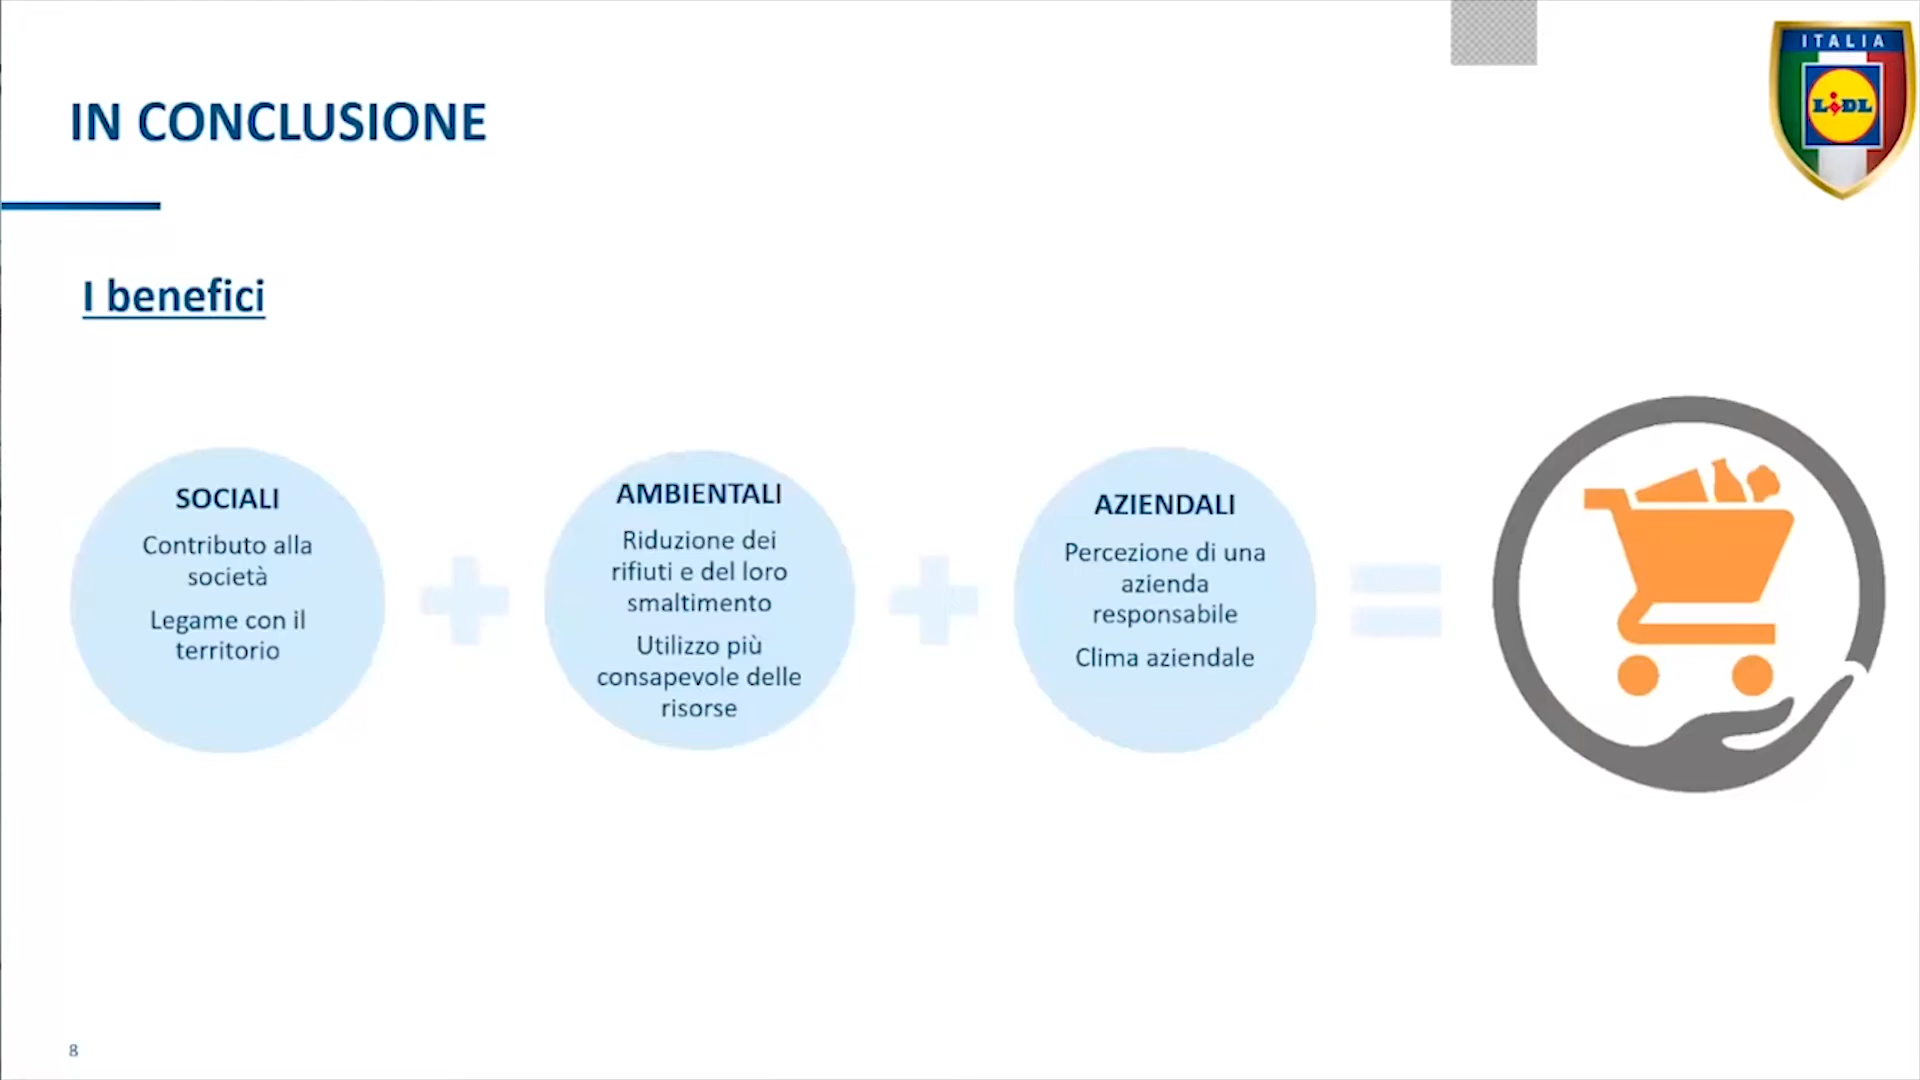 ITALIA
LIDL
IN CONCLUSIONE
I benefici
SOCIALI
Contributo alla
società
Legame con il
territorio
AMBIENTALI
Riduzione dei
rifiuti e del loro
smaltimento
Utilizzo più
consapevole delle
risorse
AZIENDALI
Percezione di una
azienda
responsabile
Clima aziendale
8